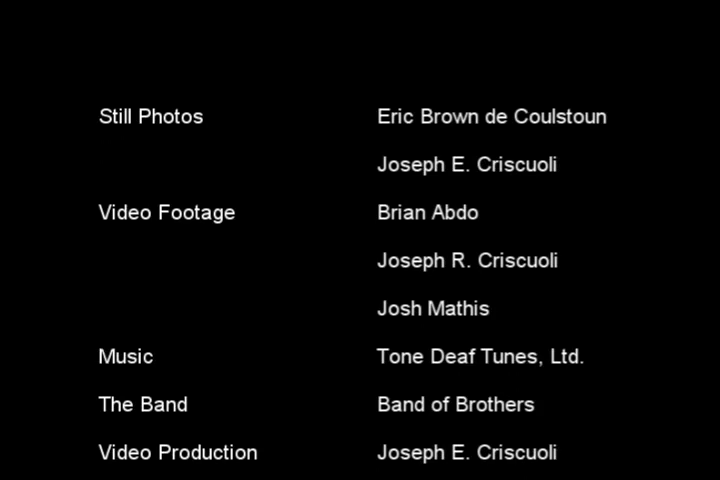 Still Photos Eric Brown de Coulstoun
Joseph E. Criscuoli
Video Footage Brian Abdo
Joseph R. Criscuoli
Josh Mathis
Music Tone Deaf Tunes, Ltd.
The Band Band of Brothers
Video Production Joseph E. Criscuoli